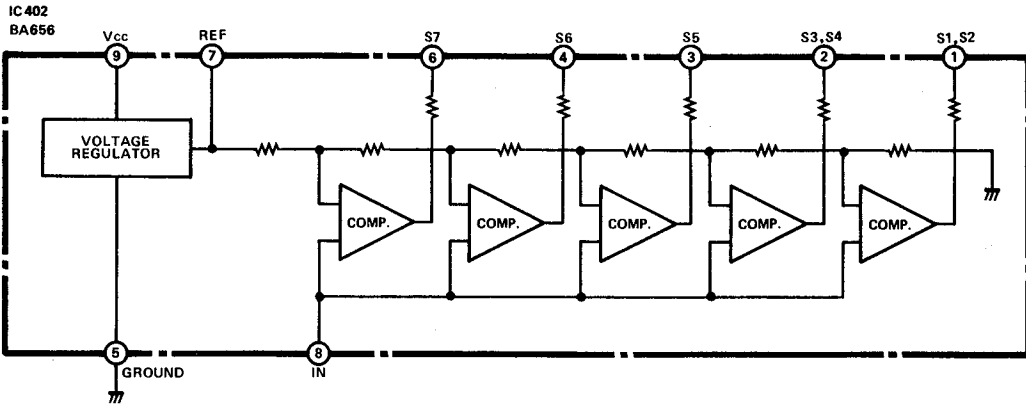 IC402
BA656
Vcc REF S7 S6 S5 S3,S4 S1,S2
9 7 6 4 3 2 1
VOLTAGE
REGULATOR
COMP. COMP. COMP. COMP. COMP.
5 8
GROUND IN